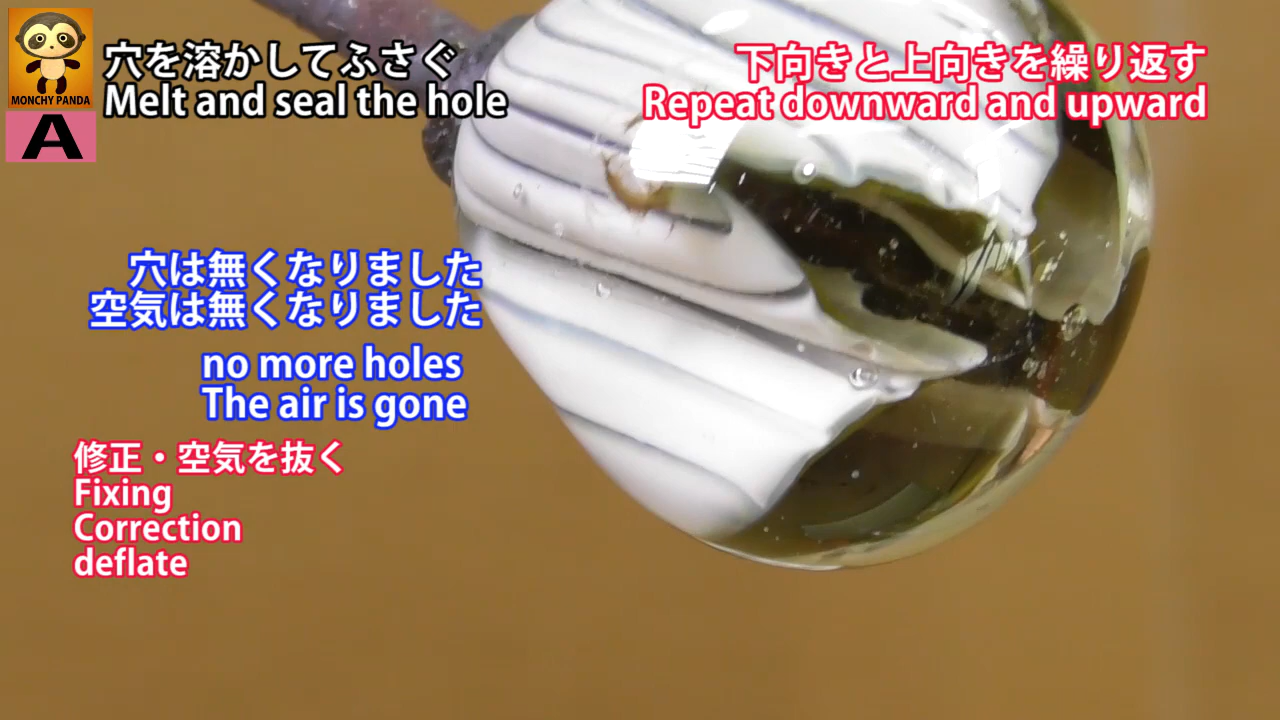 MONCHY PANDA
A
穴を溶かしてふさぐ
Melt and seal the hole
下向きと上向きを繰り返す
Repeat downward and upward
穴は無くなりました
空気は無くなりました
no more holes
The air is gone
修正・空気を抜く
Fixing
Correction
deflate